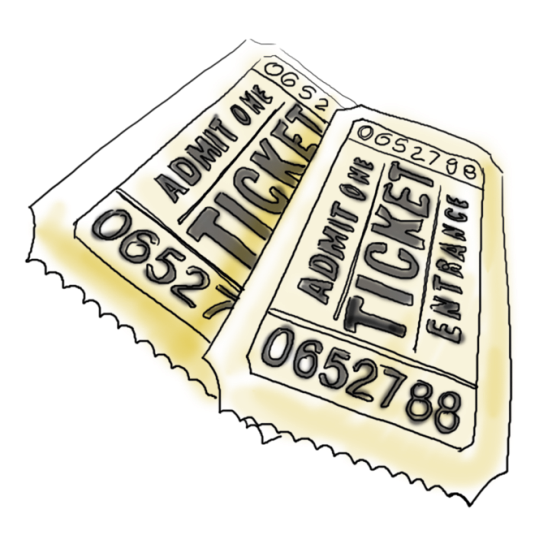 0652
ADMIT ONE
TICKET
0652
0652788
ADMIT ONE
TICKET
ENTRANCE
0652788